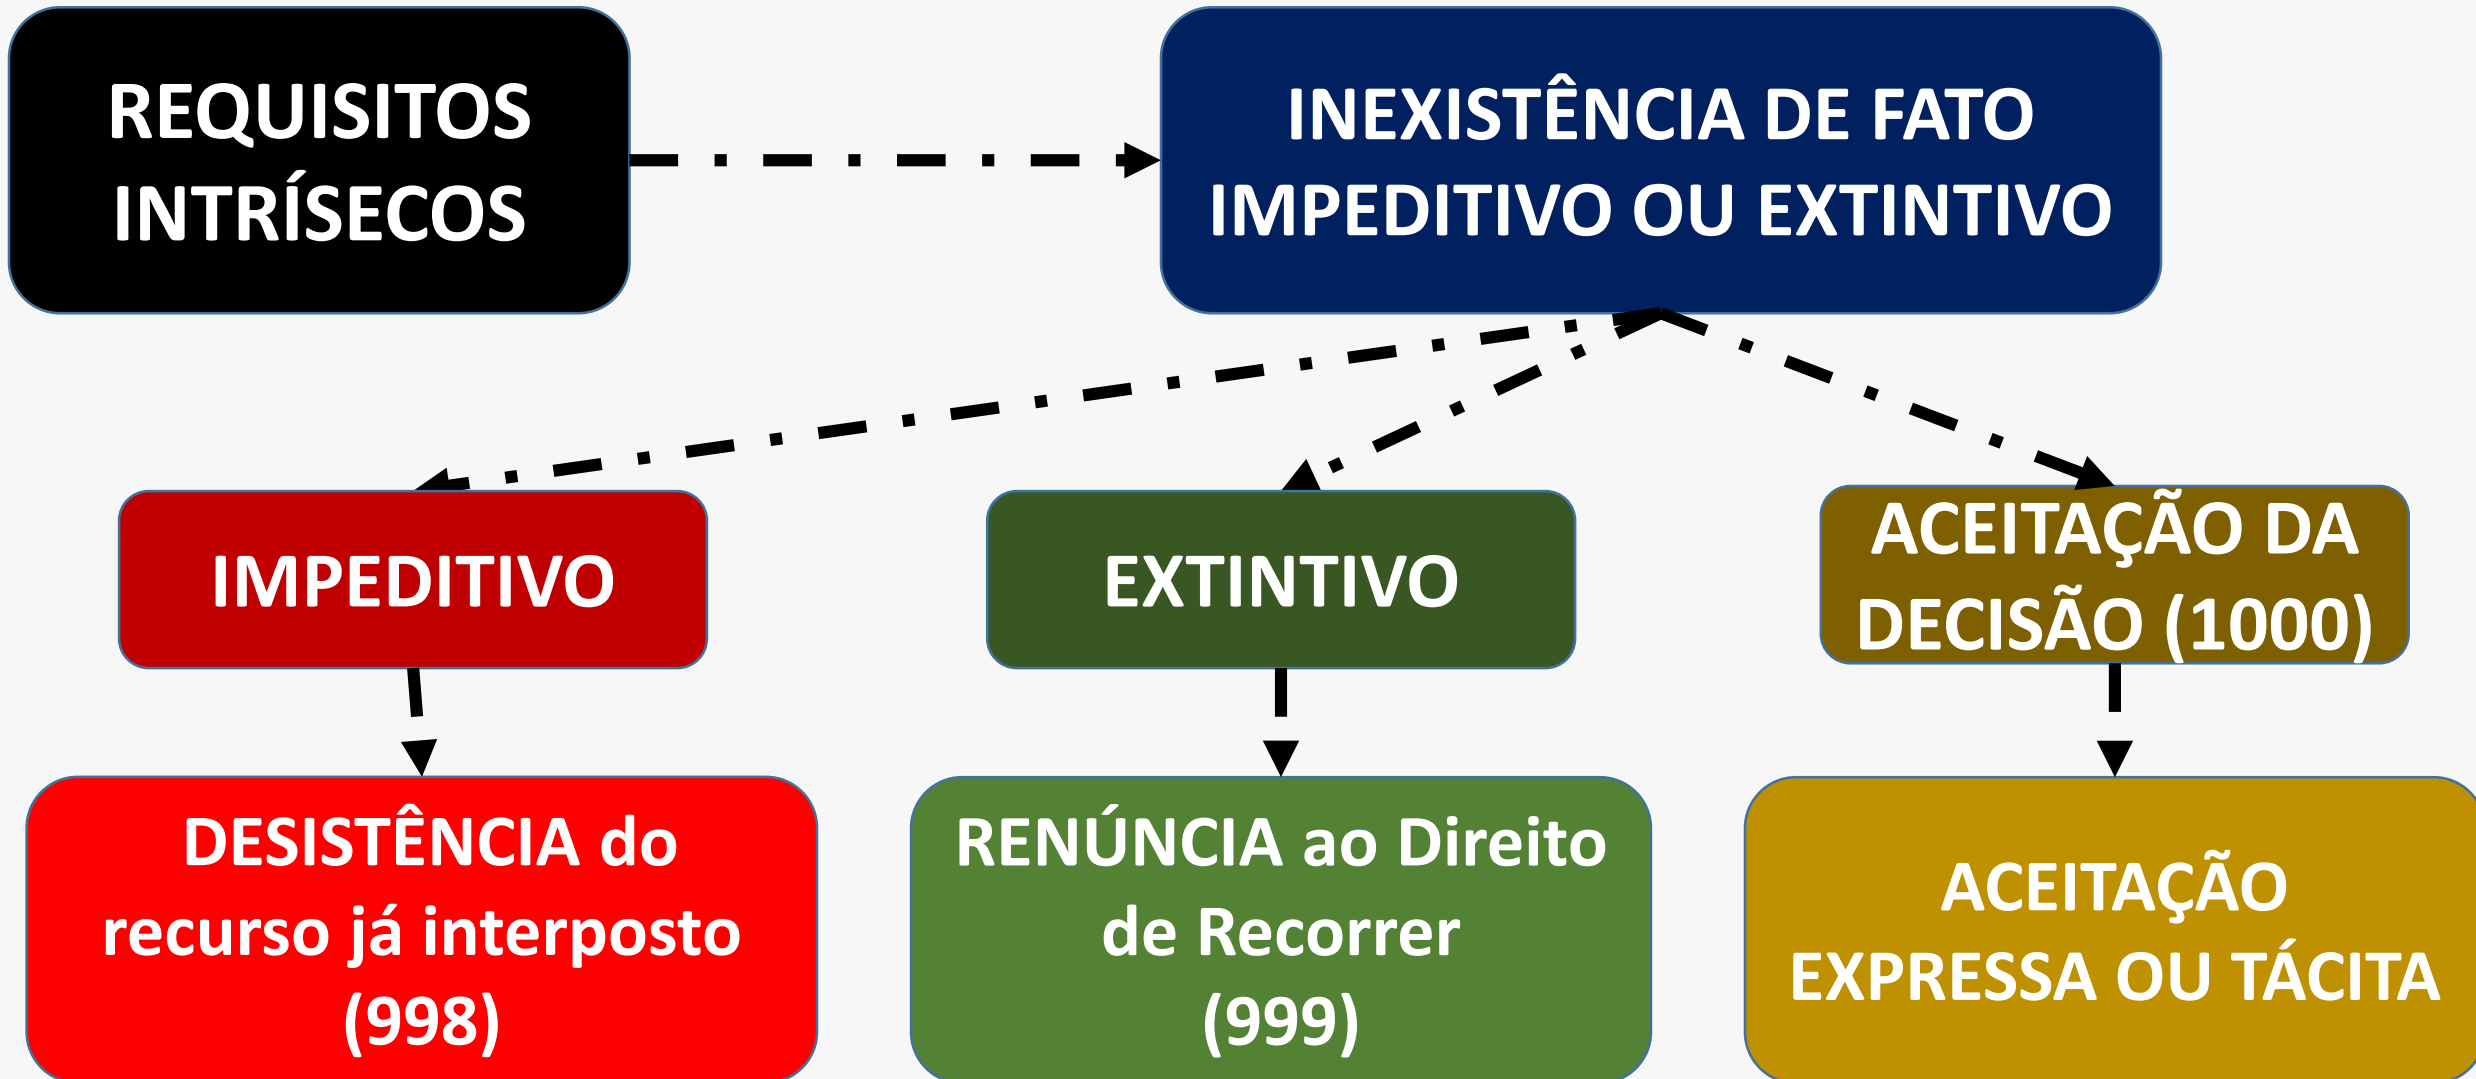 REQUISITOS
INTRÍSECOS
INEXISTÊNCIA DE FATO
IMPEDITIVO OU EXTINTIVO
IMPEDITIVO
EXTINTIVO
ACEITAÇÃO DA
DECISÃO (1000)
DESISTÊNCIA do
recurso já interposto
(998)
RENÚNCIA ao Direito
de Recorrer
(999)
ACEITAÇÃO
EXPRESSA OU TÁCITA